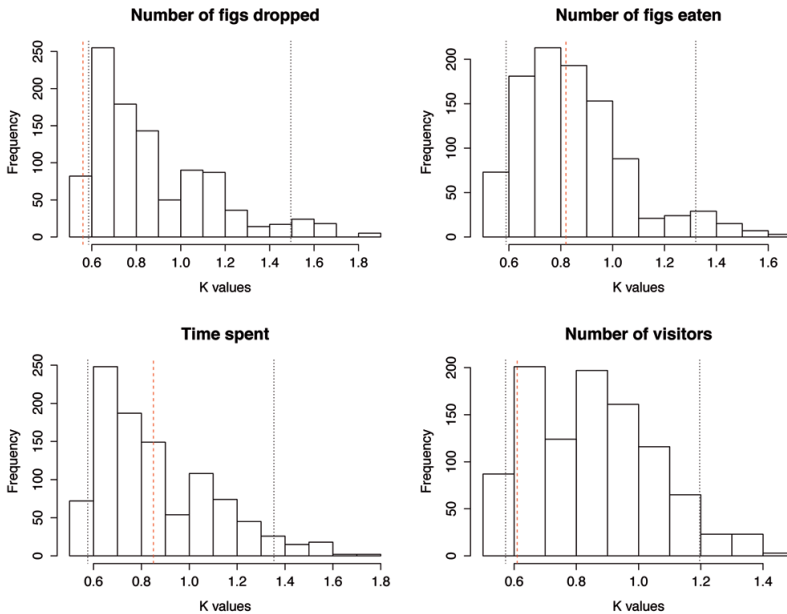 Number of figs dropped
Frequency
0
50
100
150
200
250
0.6 0.8 1.0 1.2 1.4 1.6 1.8
K values
Number of figs eaten
Frequency
0
50
100
150
200
0.6 0.8 1.0 1.2 1.4 1.6
K values
Time spent
Frequency
0
50
100
150
200
250
0.6 0.8 1.0 1.2 1.4 1.6 1.8
K values
Number of visitors
Frequency
0
50
100
150
200
0.6 0.8 1.0 1.2 1.4
K values